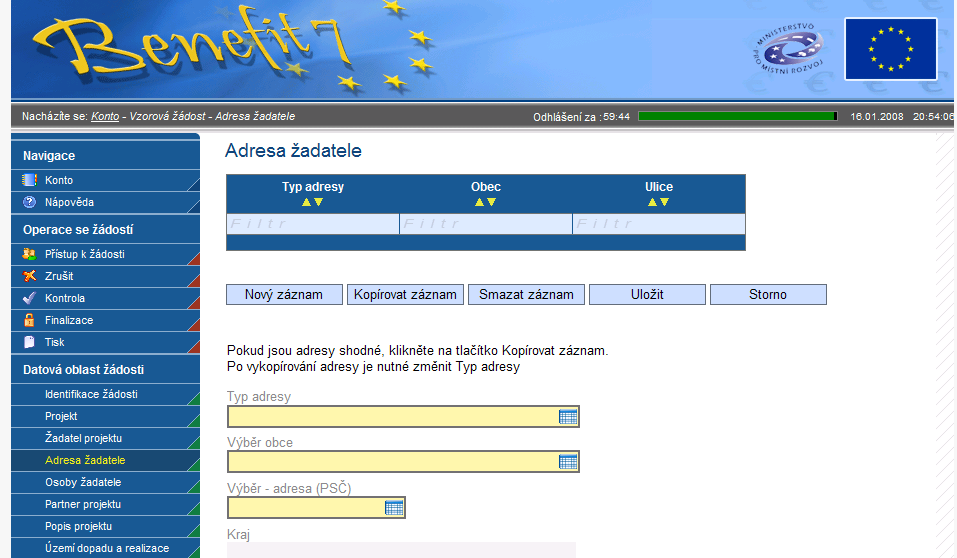 Benefit7
MINISTERSTVO
PRO MÍSTNÍ ROZVOJ
Nacházíte se: Konto - Vzorová žádost - Adresa žadatele
Odhlášení za : 59:44
16.01.2008 20:54:06
Navigace
Konto
Nápověda
Operace se žádostí
Přístup k žádosti
Zrušit
Kontrola
Finalizace
Tisk
Datová oblast žádosti
Identifikace žádosti
Projekt
Žadatel projektu
Adresa žadatele
Osoby žadatele
Partner projektu
Popis projektu
Území dopadu a realizace
Adresa žadatele
Typ adresy Obec Ulice
Filtr Filtr Filtr
Nový záznam Kopírovat záznam Smazat záznam Uložit Storno
Pokud jsou adresy shodné, klikněte na tlačítko Kopírovat záznam.
Po vykopírování adresy je nutné změnit Typ adresy
Typ adresy
Výběr obce
Výběr - adresa (PSČ)
Kraj